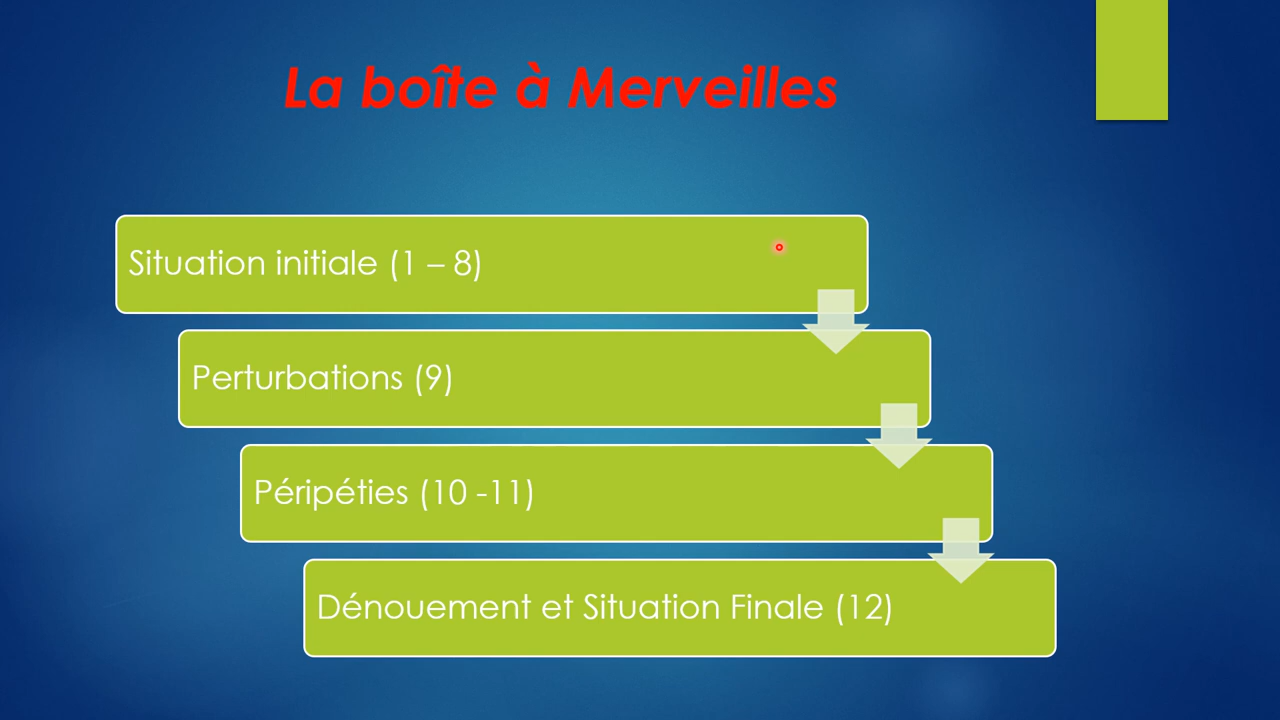 La boîte à Merveilles
Situation initiale (1 – 8)
Perturbations (9)
Péripéties (10 -11)
Dénouement et Situation Finale (12)